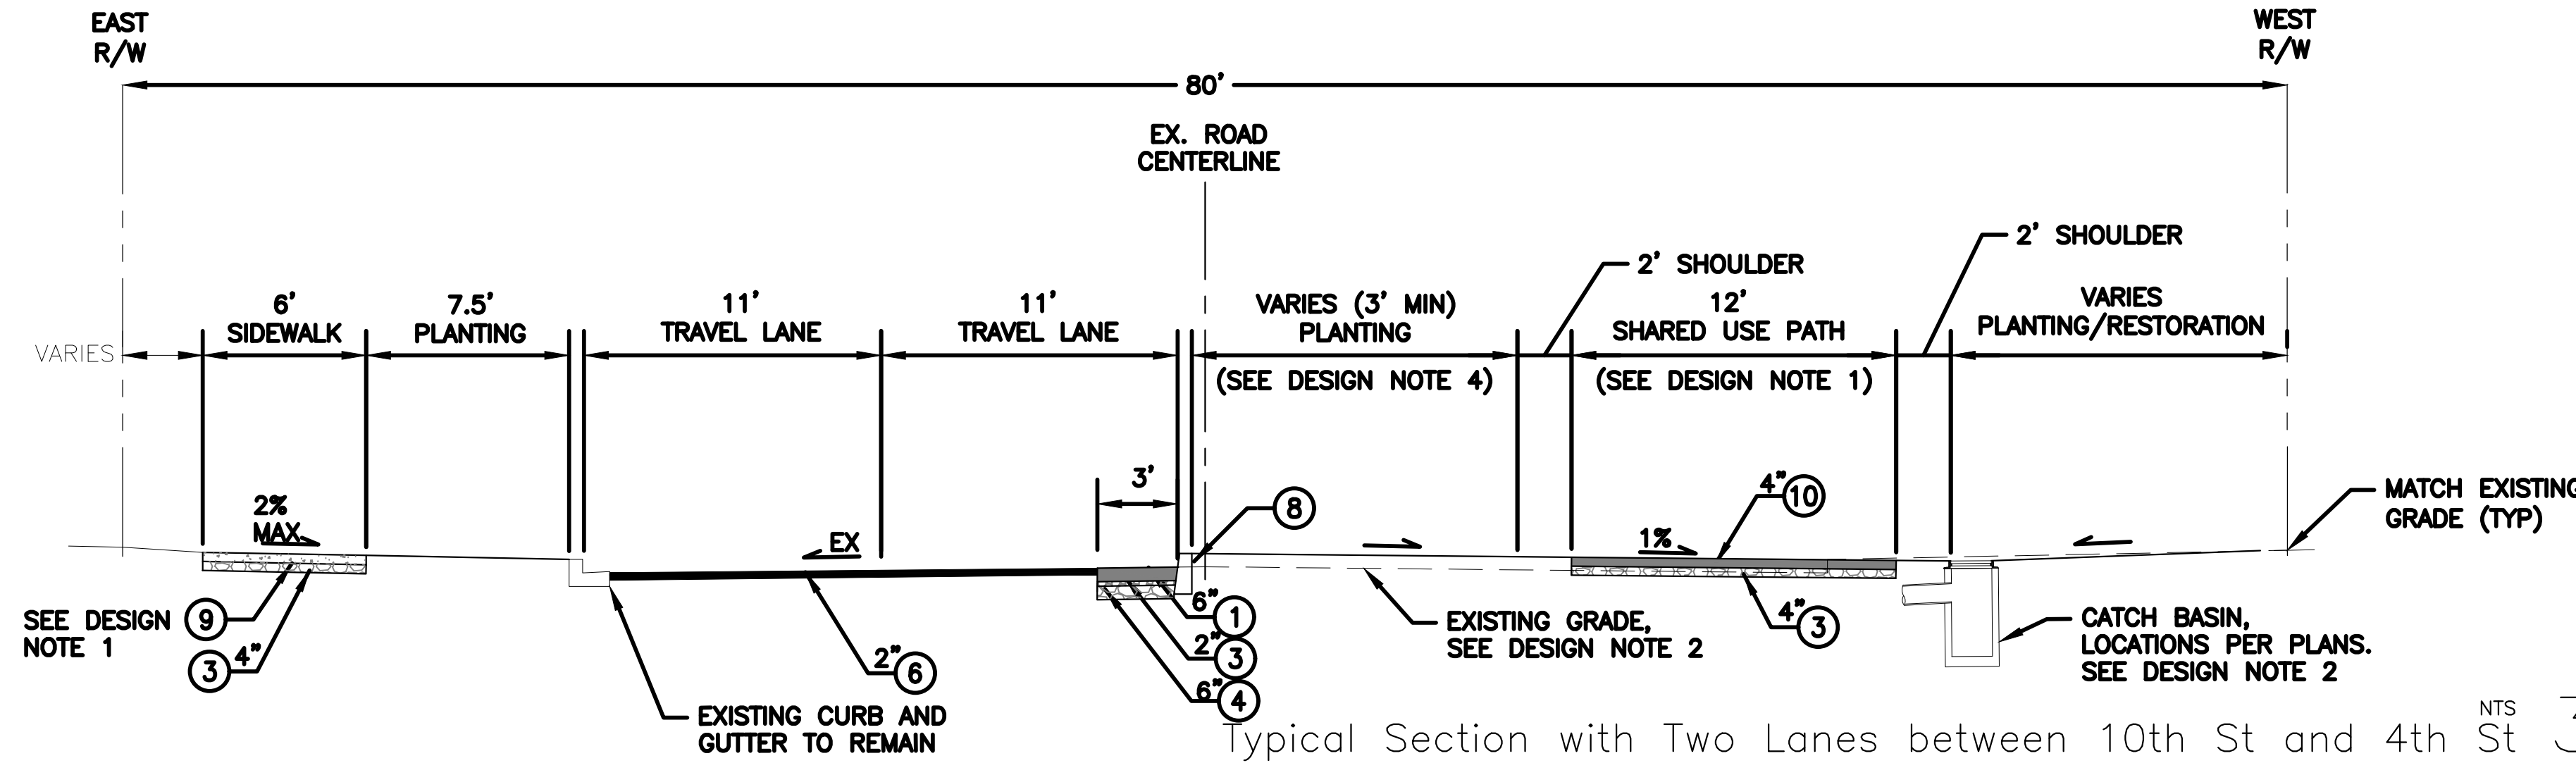 EAST
R/W
WEST
R/W
80'
EX. ROAD
CENTERLINE
2' SHOULDER
2' SHOULDER
VARIES
6'
SIDEWALK
7.5'
PLANTING
11'
TRAVEL LANE
11'
TRAVEL LANE
VARIES (3' MIN)
PLANTING
(SEE DESIGN NOTE 4)
12'
SHARED USE PATH
(SEE DESIGN NOTE 1)
VARIES
PLANTING/RESTORATION
2%
MAX
EX
3'
8
1%
4" 10
MATCH EXISTING
GRADE (TYP)
SEE DESIGN
NOTE 1
9
3 4"
2" 6
EXISTING CURB AND
GUTTER TO REMAIN
6" 1
2" 3
6" 4
EXISTING GRADE,
SEE DESIGN NOTE 2
4" 3
CATCH BASIN,
LOCATIONS PER PLANS.
SEE DESIGN NOTE 2
NTS
Typical Section with Two Lanes between 10th St and 4th St